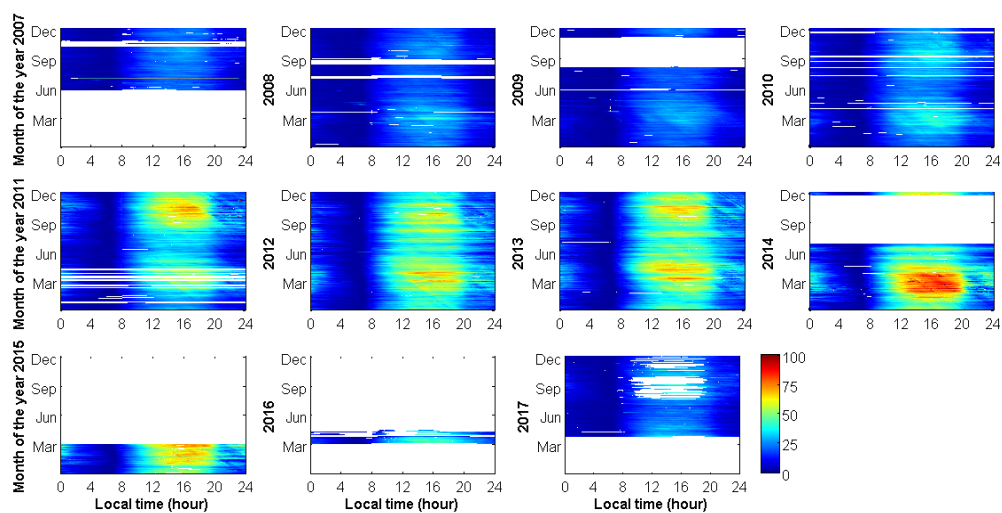 Month of the year 2007
Dec
Sep
Jun
Mar
0 4 8 12 16 20 24
2008
Dec
Sep
Jun
Mar
0 4 8 12 16 20 24
2009
Dec
Sep
Jun
Mar
0 4 8 12 16 20 24
2010
Dec
Sep
Jun
Mar
0 4 8 12 16 20 24
Month of the year 2011
Dec
Sep
Jun
Mar
0 4 8 12 16 20 24
2012
Dec
Sep
Jun
Mar
0 4 8 12 16 20 24
2013
Dec
Sep
Jun
Mar
0 4 8 12 16 20 24
2014
Dec
Sep
Jun
Mar
0 4 8 12 16 20 24
Month of the year 2015
Dec
Sep
Jun
Mar
0 4 8 12 16 20 24
Local time (hour)
2016
Dec
Sep
Jun
Mar
0 4 8 12 16 20 24
Local time (hour)
2017
Dec
Sep
Jun
Mar
0 4 8 12 16 20 24
Local time (hour)
100
75
50
25
0